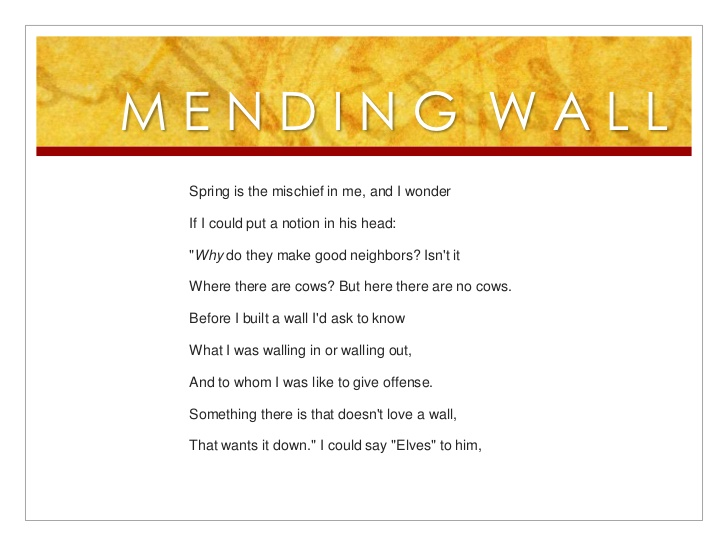 MENDING WALL
Spring is the mischief in me, and I wonder
If I could put a notion in his head:
"Why do they make good neighbors? Isn't it
Where there are cows? But here there are no cows.
Before I built a wall I'd ask to know
What I was walling in or walling out,
And to whom I was like to give offense.
Something there is that doesn't love a wall,
That wants it down." I could say "Elves" to him,